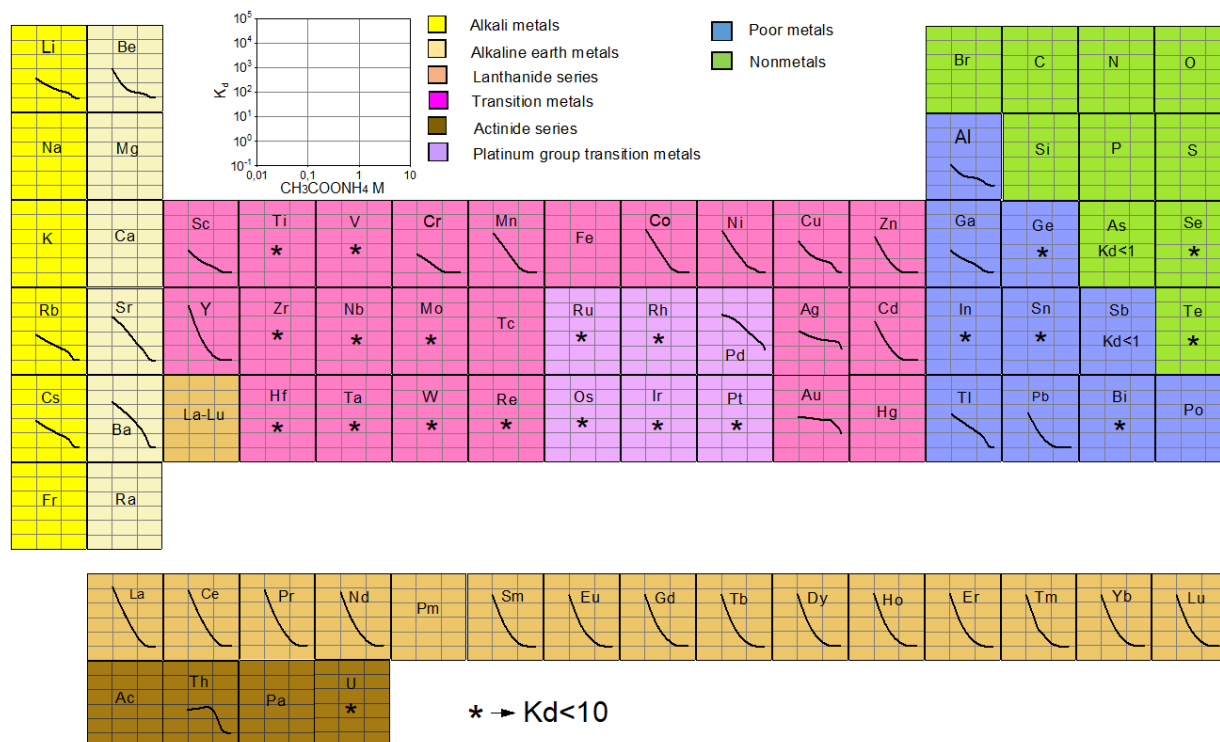 10⁵
10⁴
10³
10²
10¹
10⁰
10⁻¹
K_d
0,01 0,1 1 10
CH3COONH4 M
Alkali metals
Alkaline earth metals
Lanthanide series
Transition metals
Actinide series
Platinum group transition metals
Poor metals
Nonmetals
Li Be Br C N O
Na Mg Al Si P S
K Ca Sc Ti V Cr Mn Fe Co Ni Cu Zn Ga Ge As Se
* * * Kd<1 *
Rb Sr Y Zr Nb Mo Tc Ru Rh Pd Ag Cd In Sn Sb Te
* * * * * * * Kd<1 *
Cs Ba La-Lu Hf Ta W Re Os Ir Pt Au Hg Tl Pb Bi Po
* * * * * * * *
Fr Ra
La Ce Pr Nd Pm Sm Eu Gd Tb Dy Ho Er Tm Yb Lu
Ac Th Pa U
*
* → Kd<10